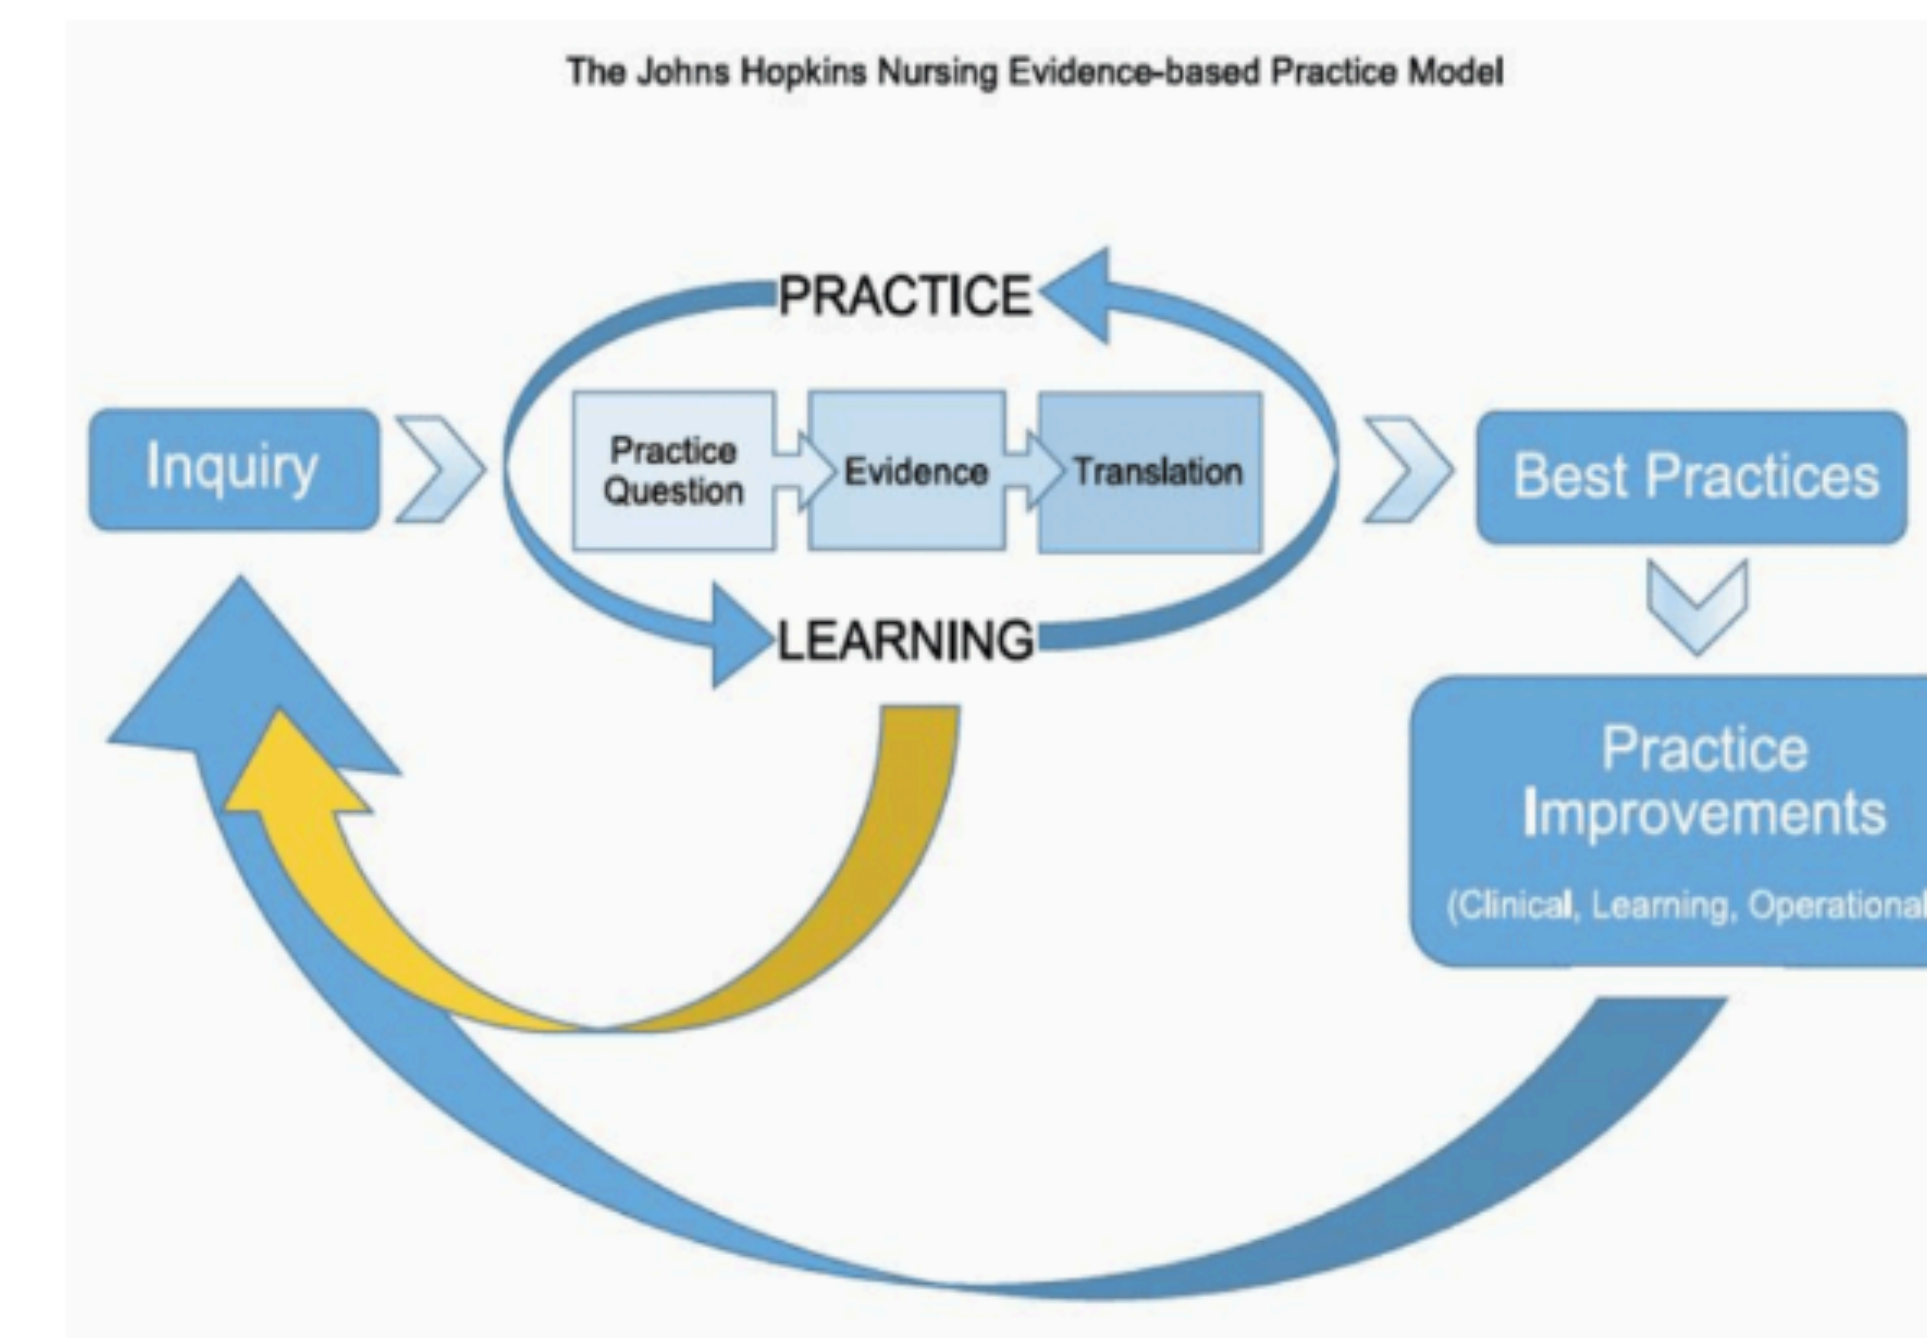 The Johns Hopkins Nursing Evidence-based Practice Model
PRACTICE
Inquiry
Practice
Question
Evidence
Translation
Best Practices
LEARNING
Practice
Improvements
(Clinical, Learning, Operational